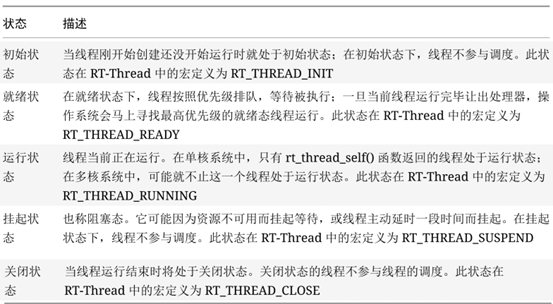 状态 描述
初始状 当线程刚开始创建还没开始运行时就处于初始状态；在初始状态下，线程不参与调度。此状
态 态在 RT-Thread 中的宏定义为 RT_THREAD_INIT
就绪状 在就绪状态下，线程按照优先级排队，等待被执行；一旦当前线程运行完毕让出处理器，操
态 作系统会马上寻找最高优先级的就绪态线程运行。此状态在 RT-Thread 中的宏定义为
RT_THREAD_READY
运行状 线程当前正在运行。在单核系统中，只有 rt_thread_self() 函数返回的线程处于运行状态；
态 在多核系统中，可能就不止这一个线程处于运行状态。此状态在 RT-Thread 中的宏定义为
RT_THREAD_RUNNING
挂起状 也称阻塞态。它可能因为资源不可用而挂起等待，或线程主动延时一段时间而挂起。在挂起
态 状态下，线程不参与调度。此状态在 RT-Thread 中的宏定义为 RT_THREAD_SUSPEND
关闭状 当线程运行结束时将处于关闭状态。关闭状态的线程不参与线程的调度。此状态在
态 RT-Thread 中的宏定义为 RT_THREAD_CLOSE